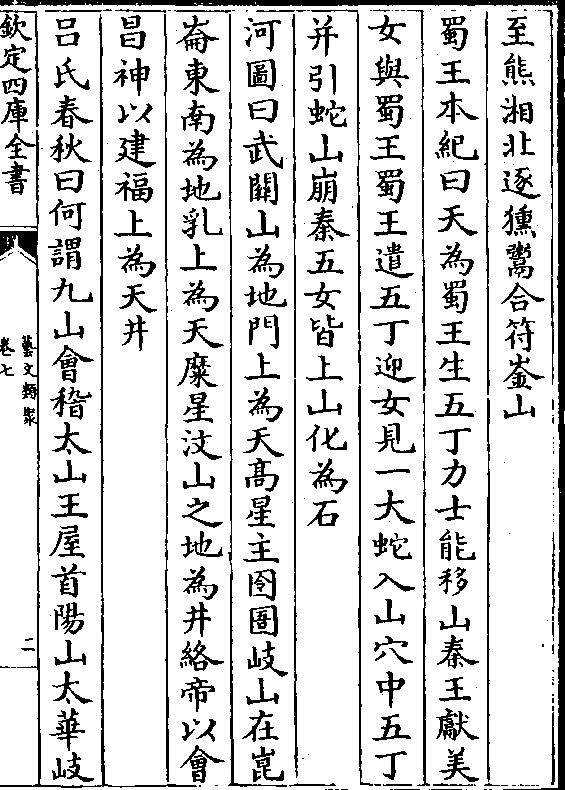 至熊湘北逐獯鬻合符崟山
蜀王本紀曰天為蜀王生五丁力士能移山秦王獻美
女與蜀王蜀王遣五丁迎女見一大蛇入山穴中五丁
并引蛇山崩秦五女皆上山化為石
河圖曰武闗山為地門上為天髙星主囹圄岐山在崑
崙東南為地乳上為天糜星汶山之地為井絡帝以會
昌神以建福上為天井
吕氏春秋曰何謂九山會稽太山王屋首陽山太華岐
欽定四庫全書
藝文類聚
卷七
二